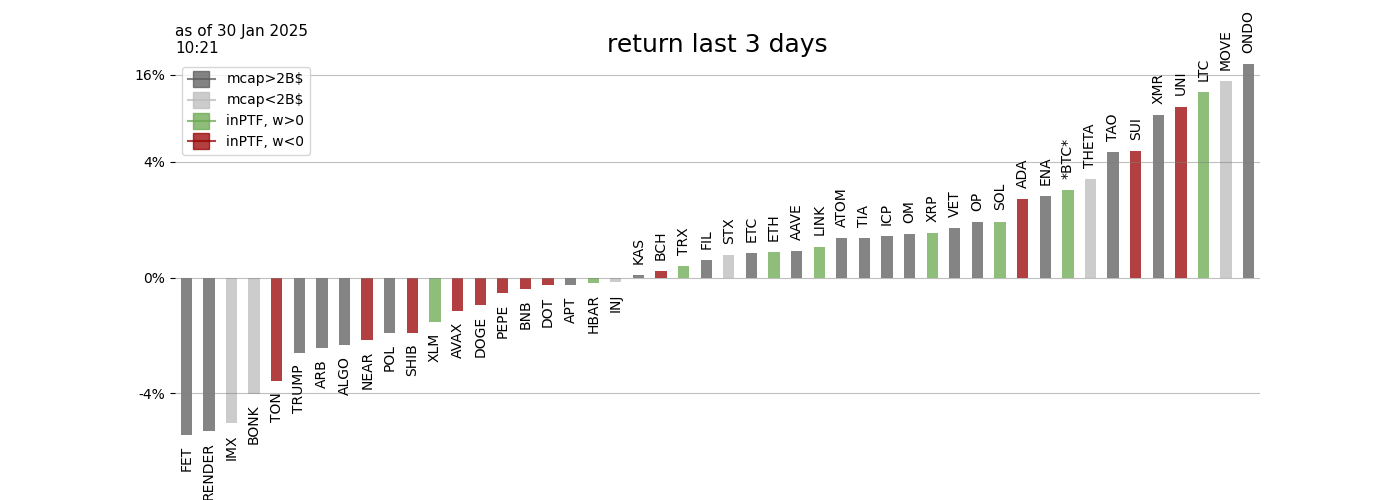 as of 30 Jan 2025
10:21
return last 3 days
mcap>2B$
mcap<2B$
inPTF, w>0
inPTF, w<0
16%
4%
0%
-4%
FET
RENDER
IMX
BONK
TON
TRUMP
ARB
ALGO
NEAR
POL
SHIB
XLM
AVAX
DOGE
PEPE
BNB
DOT
APT
HBAR
INJ
KAS
BCH
TRX
FIL
STX
ETC
ETH
AAVE
LINK
ATOM
TIA
ICP
OM
XRP
VET
OP
SOL
ADA
ENA
*BTC*
THETA
TAO
SUI
XMR
UNI
LTC
MOVE
ONDO